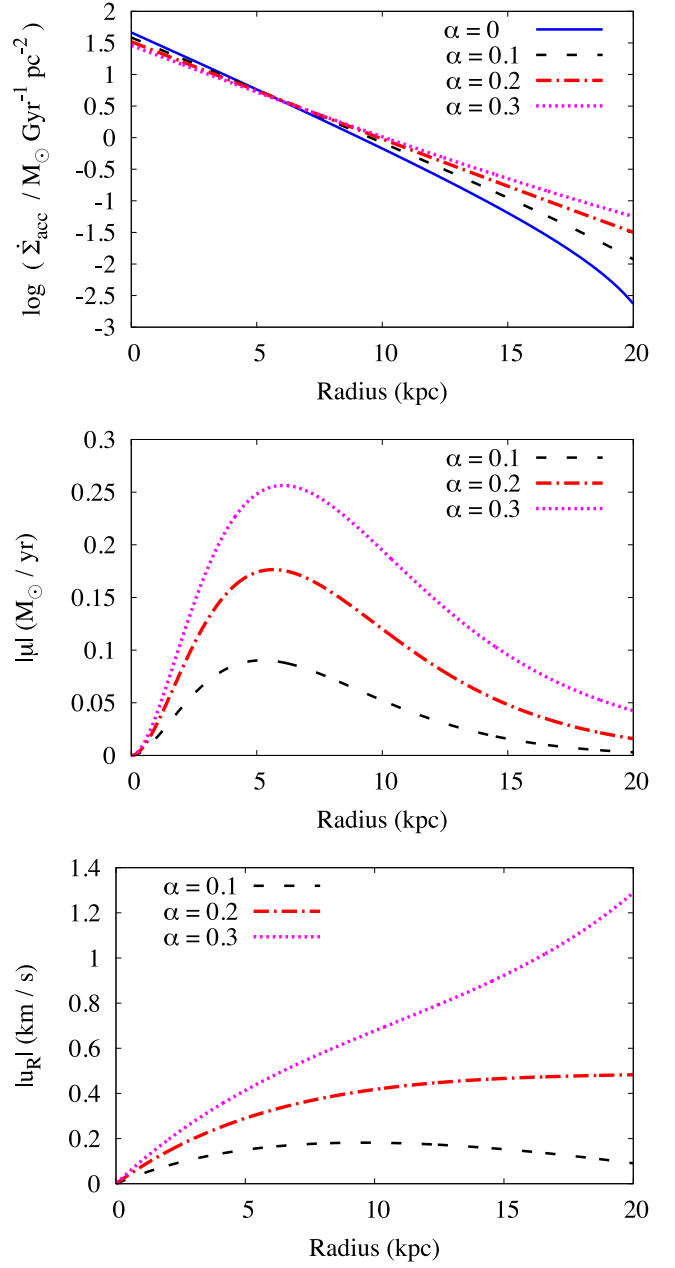 log ( Σ̇acc / M⊙ Gyr⁻¹ pc⁻² )
1.5
1
0.5
0
-0.5
-1
-1.5
-2
-2.5
-3
2
α = 0
α = 0.1
α = 0.2
α = 0.3
0 5 10 15 20
Radius (kpc)
|μ| (M⊙ / yr)
0.3
0.25
0.2
0.15
0.1
0.05
0
α = 0.1
α = 0.2
α = 0.3
0 5 10 15 20
Radius (kpc)
|uR| (km / s)
1.4
1.2
1
0.8
0.6
0.4
0.2
0
α = 0.1
α = 0.2
α = 0.3
0 5 10 15 20
Radius (kpc)